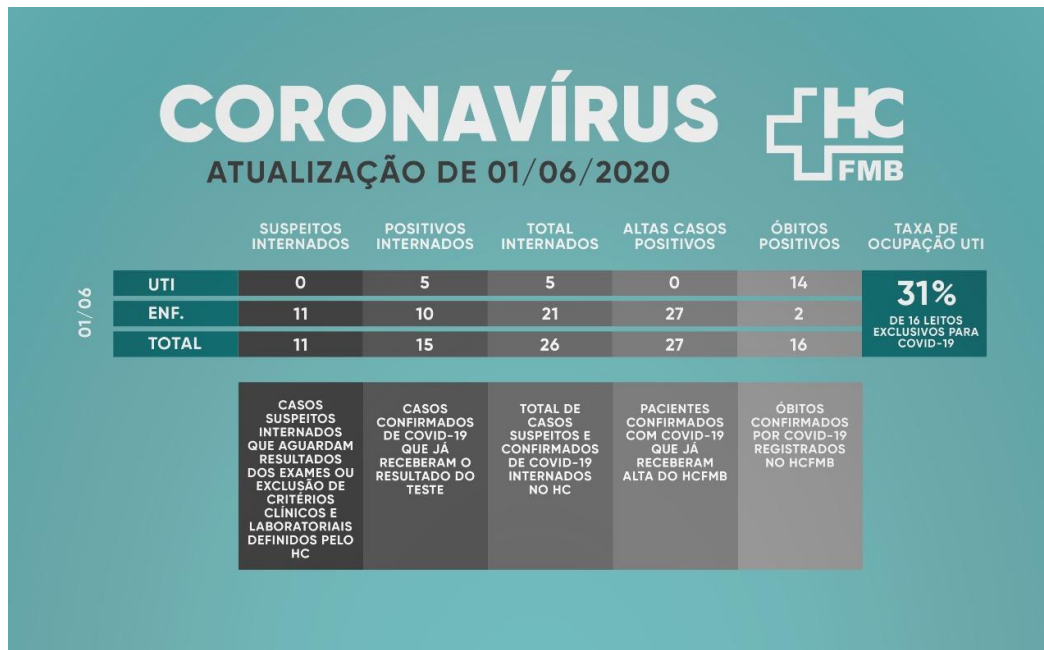 CORONAVÍRUS
HC
FMB
ATUALIZAÇÃO DE 01/06/2020
SUSPEITOS
INTERNADOS
POSITIVOS
INTERNADOS
TOTAL
INTERNADOS
ALTAS CASOS
POSITIVOS
ÓBITOS
POSITIVOS
TAXA DE
OCUPAÇÃO UTI
01/06
UTI 0 5 5 0 14
ENF. 11 10 21 27 2
TOTAL 11 15 26 27 16
31%
DE 16 LEITOS
EXCLUSIVOS PARA
COVID-19
CASOS
SUSPEITOS
INTERNADOS
QUE AGUARDAM
RESULTADOS
DOS EXAMES OU
EXCLUSÃO DE
CRITÉRIOS
CLÍNICOS E
LABORATORIAIS
DEFINIDOS PELO
HC
CASOS
CONFIRMADOS
DE COVID-19
QUE JÁ
RECEBERAM O
RESULTADO DO
TESTE
TOTAL DE
CASOS
SUSPEITOS E
CONFIRMADOS
DE COVID-19
INTERNADOS
NO HC
PACIENTES
CONFIRMADOS
COM COVID-19
QUE JÁ
RECEBERAM
ALTA DO HCFMB
ÓBITOS
CONFIRMADOS
POR COVID-19
REGISTRADOS
NO HCFMB